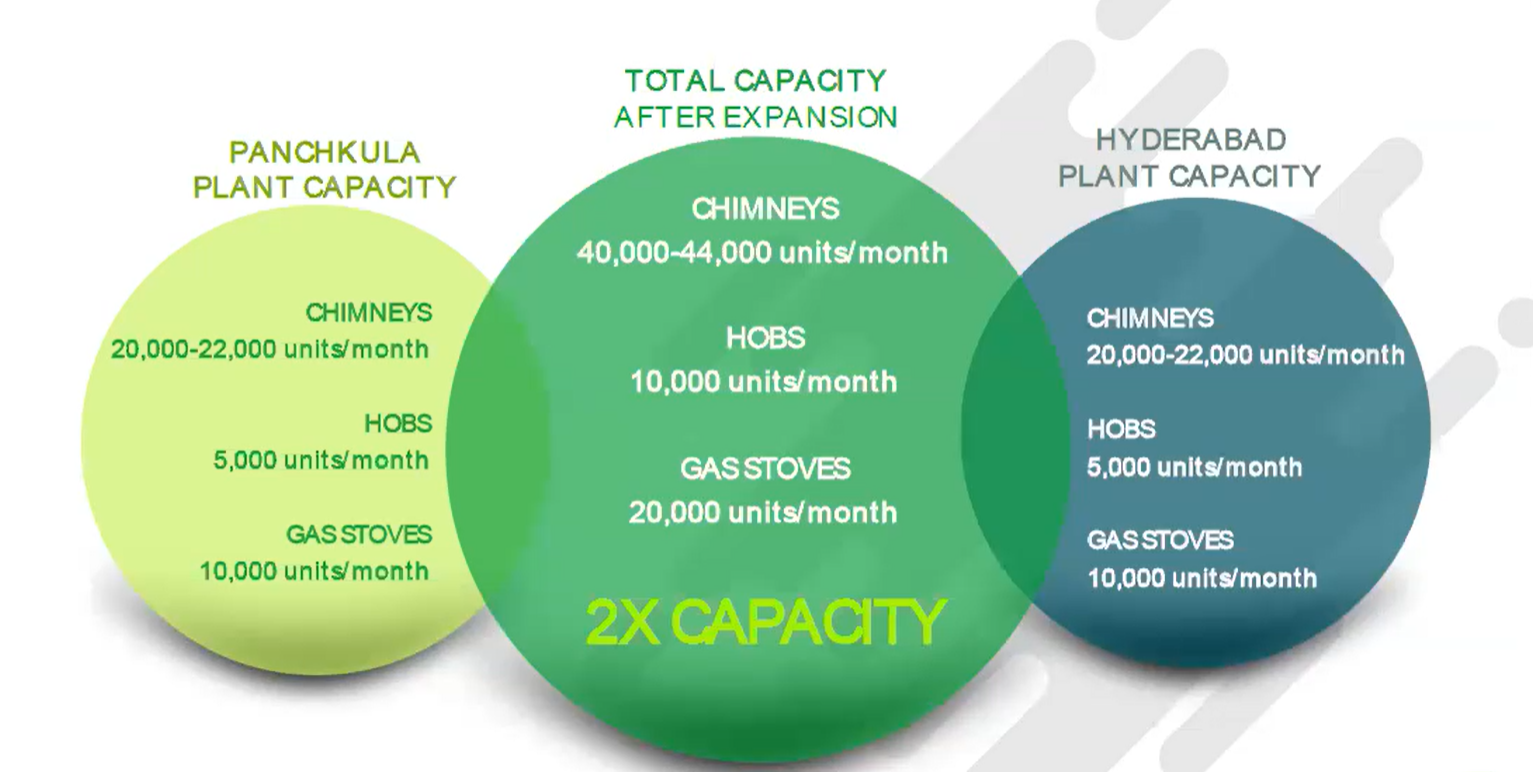 PANCHKULA
PLANT CAPACITY
CHIMNEYS
20,000-22,000 units/month
HOBS
5,000 units/month
GAS STOVES
10,000 units/month
TOTAL CAPACITY
AFTER EXPANSION
CHIMNEYS
40,000-44,000 units/month
HOBS
10,000 units/month
GAS STOVES
20,000 units/month
2X CAPACITY
HYDERABAD
PLANT CAPACITY
CHIMNEYS
20,000-22,000 units/month
HOBS
5,000 units/month
GAS STOVES
10,000 units/month